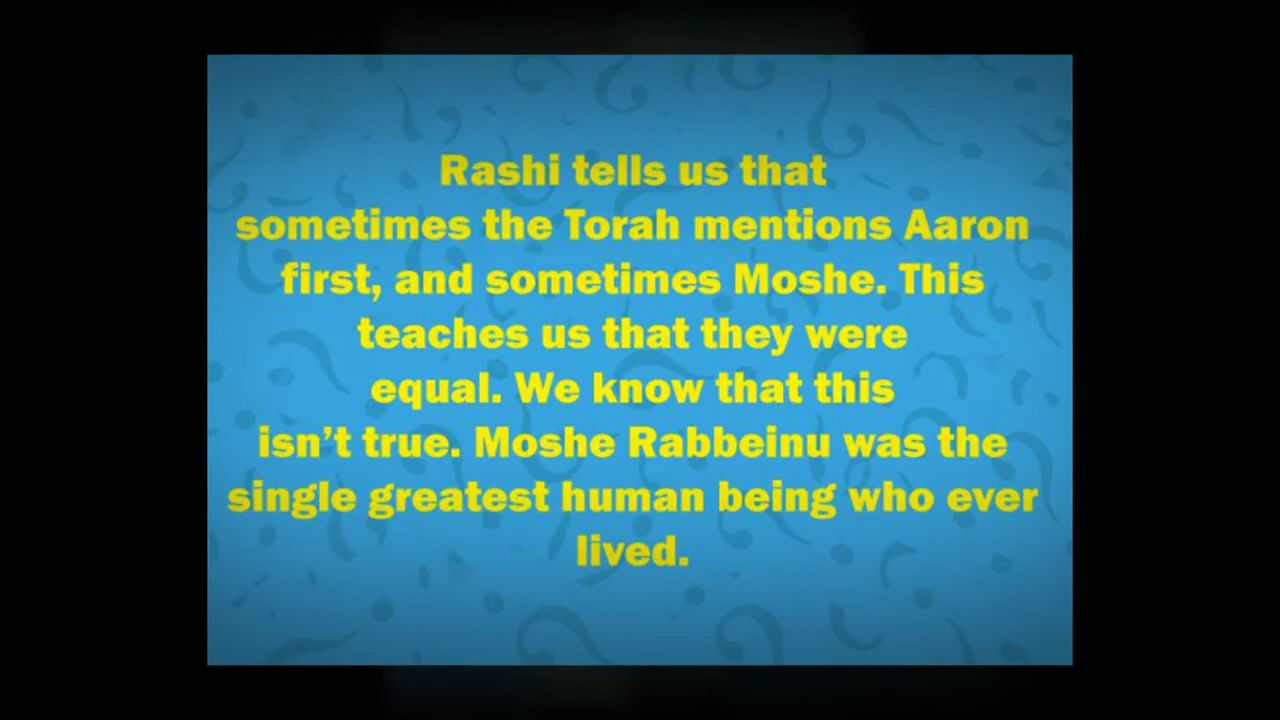 Rashi tells us that
sometimes the Torah mentions Aaron
first, and sometimes Moshe. This
teaches us that they were
equal. We know that this
isn’t true. Moshe Rabbeinu was the
single greatest human being who ever
lived.